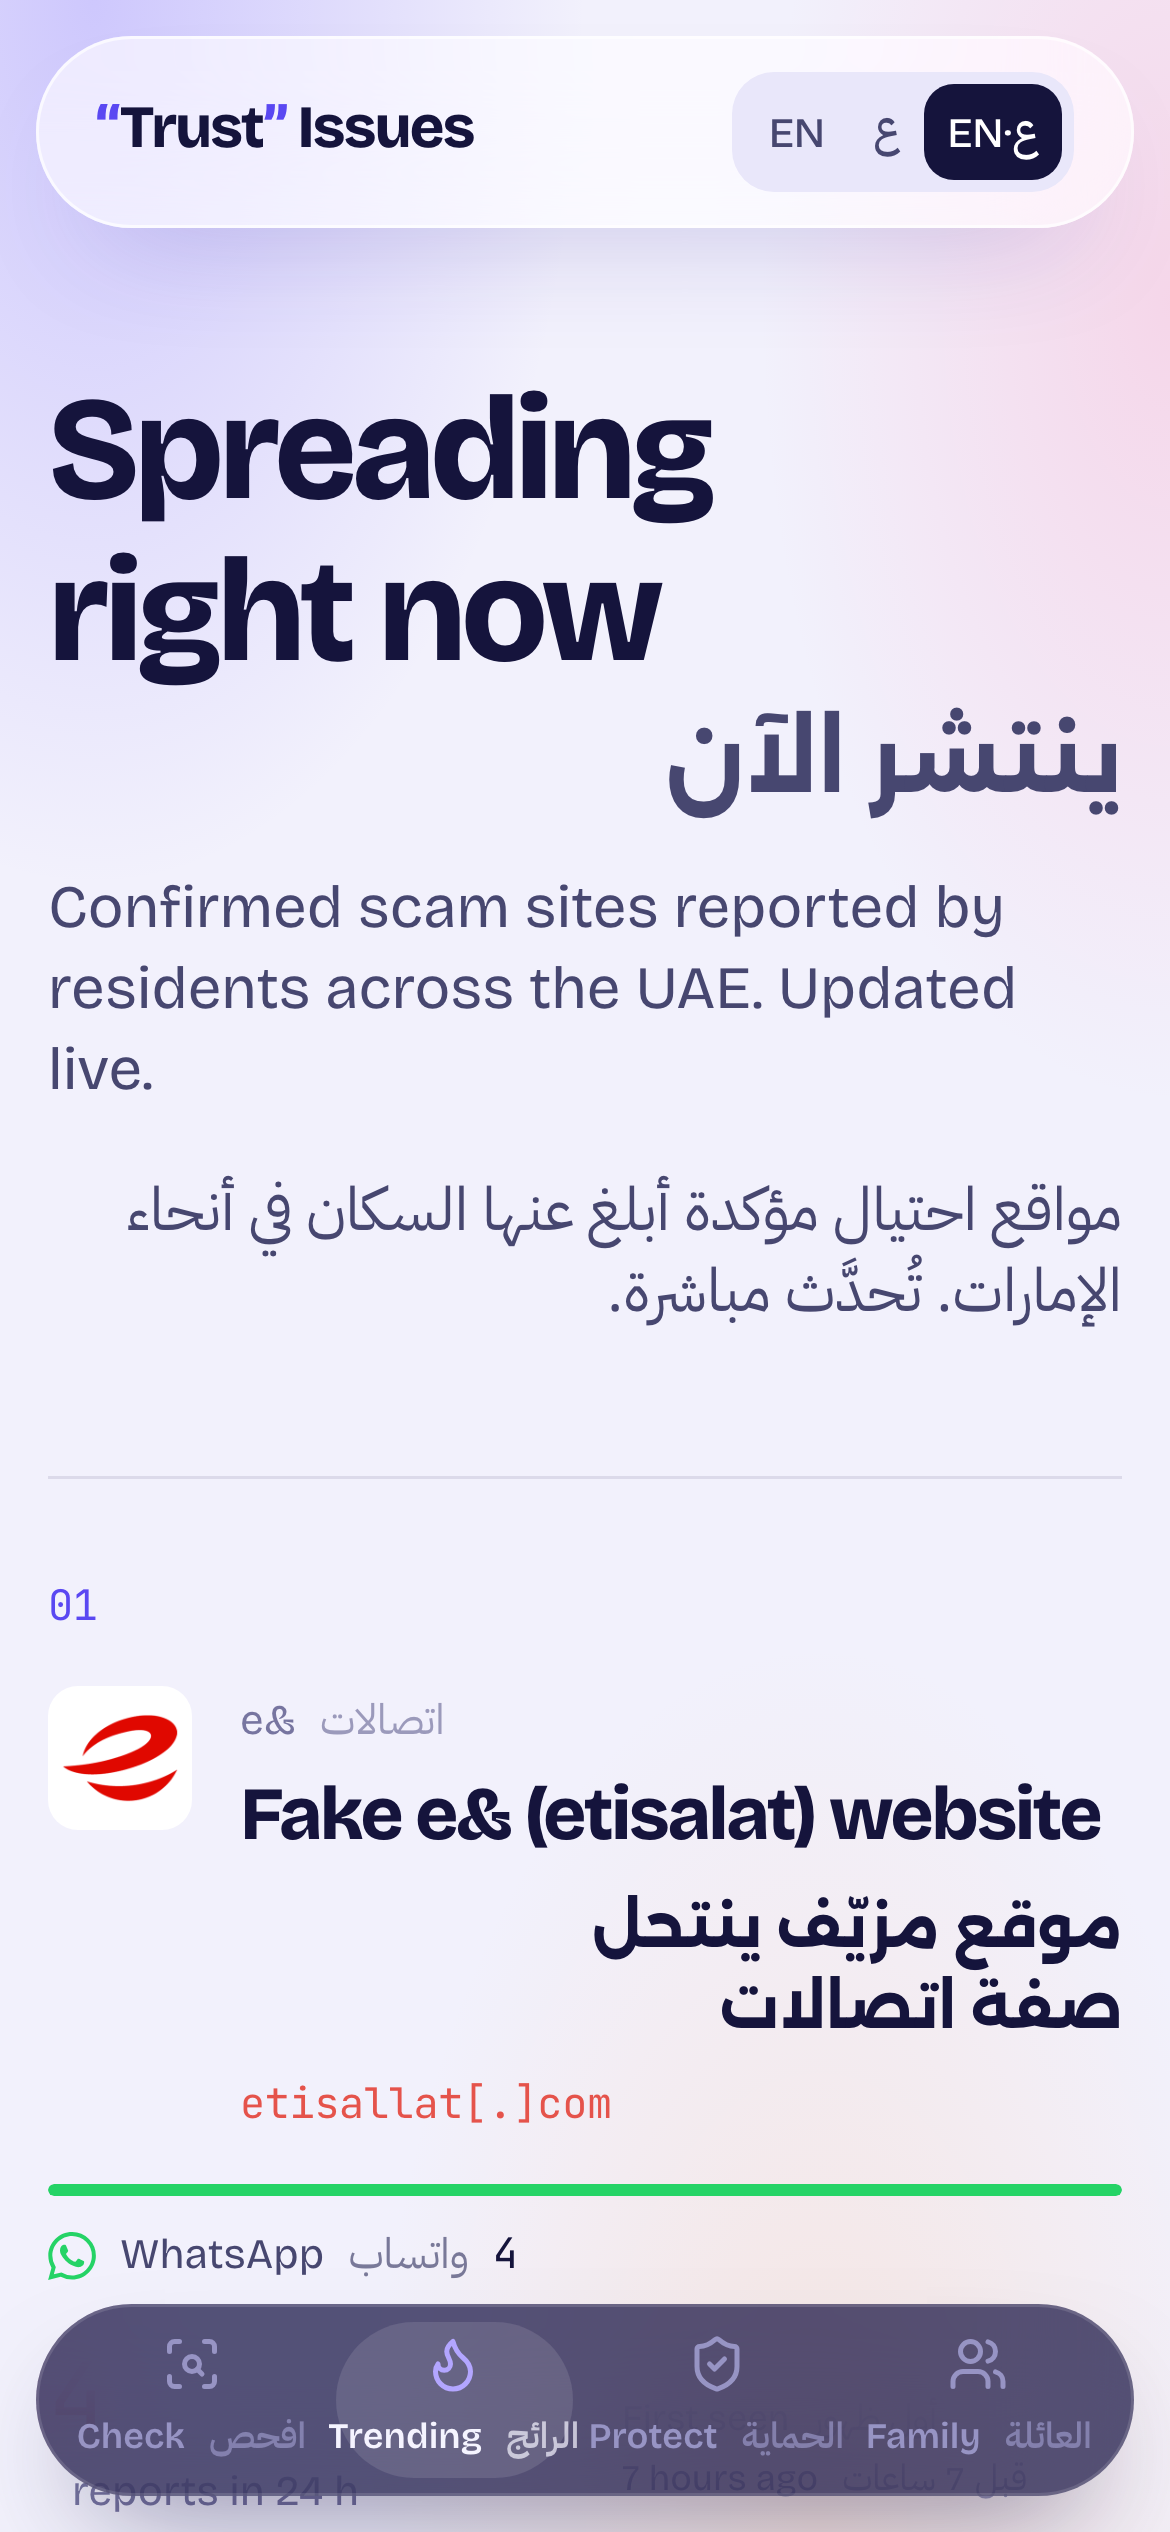 “Trust” Issues
EN ع EN·ع
Spreading
right now
ينتشر الآن
Confirmed scam sites reported by
residents across the UAE. Updated
live.
مواقع احتيال مؤكدة أبلغ عنها السكان في أنحاء
الإمارات. تُحدَّث مباشرة.
01
e& اتصالات
Fake e& (etisalat) website
موقع مزيّف ينتحل
صفة اتصالات
etisallat[.]com
WhatsApp واتساب 4
4
First seen
Check افحص Trending الرائج Protect الحماية Family العائلة
7 hours ago قبل 7 ساعات
reports in 24 h